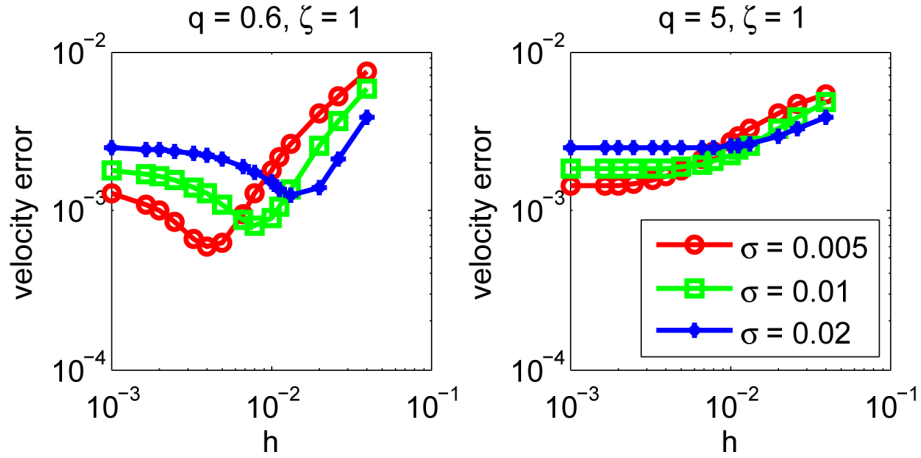 q = 0.6, ζ = 1
velocity error
10⁻²
10⁻³
10⁻⁴
10⁻³
10⁻²
10⁻¹
h
q = 5, ζ = 1
velocity error
10⁻²
10⁻³
10⁻⁴
10⁻³
10⁻²
10⁻¹
h
σ = 0.005
σ = 0.01
σ = 0.02